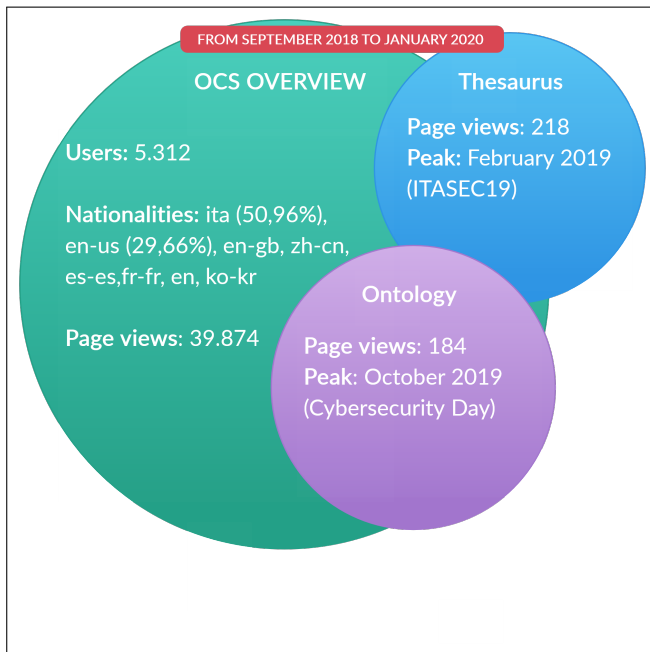 FROM SEPTEMBER 2018 TO JANUARY 2020
OCS OVERVIEW
Users: 5.312
Nationalities: ita (50,96%),
en-us (29,66%), en-gb, zh-cn,
es-es,fr-fr, en, ko-kr
Page views: 39.874
Thesaurus
Page views: 218
Peak: February 2019
(ITASEC19)
Ontology
Page views: 184
Peak: October 2019
(Cybersecurity Day)